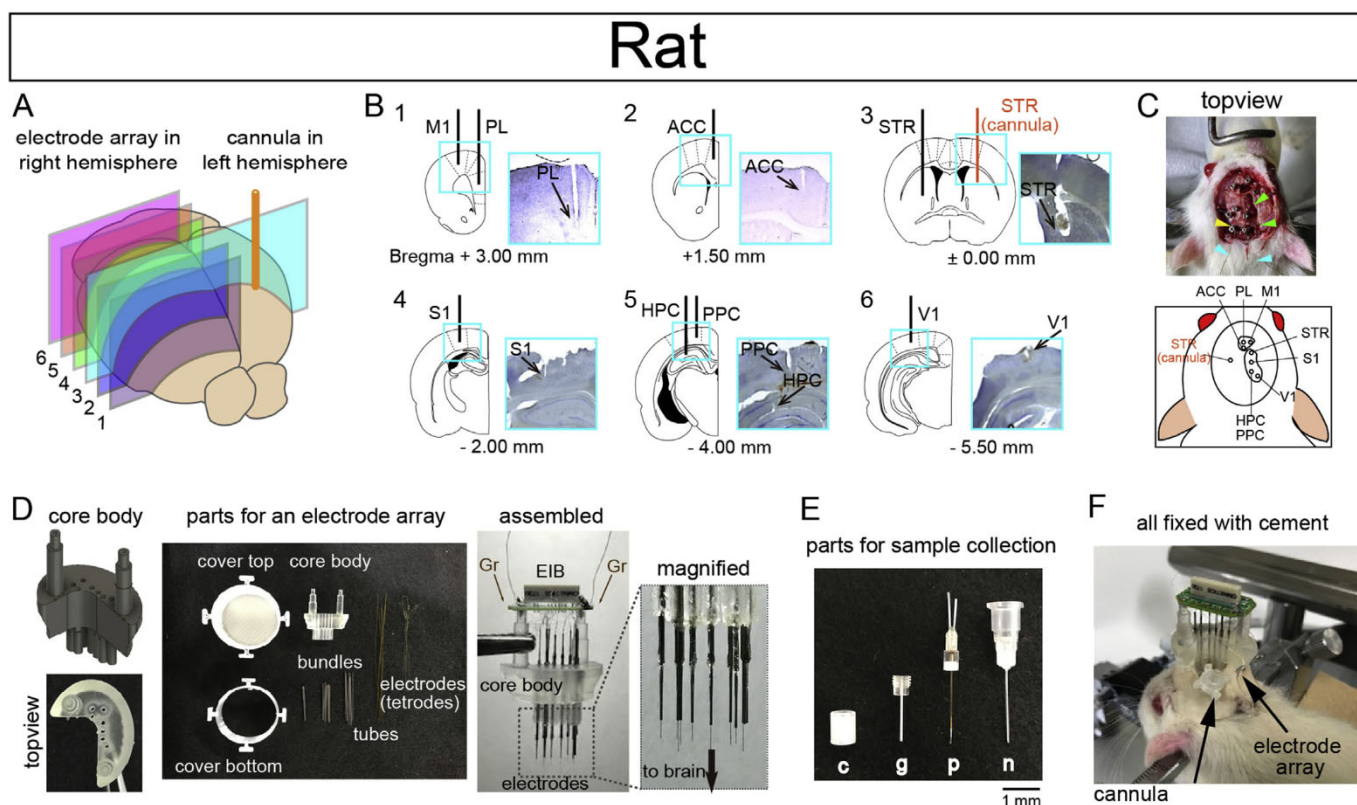 Rat
A
electrode array in
right hemisphere
cannula in
left hemisphere
6
5
4
3
2
1
B
1
M1
PL
PL
Bregma + 3.00 mm
2
ACC
ACC
+1.50 mm
3
STR
STR
(cannula)
STR
± 0.00 mm
4
S1
S1
- 2.00 mm
5
HPC
PPC
PPC
HPC
- 4.00 mm
6
V1
V1
- 5.50 mm
C
topview
ACC
PL
M1
STR
STR
(cannula)
S1
V1
HPC
PPC
D
core body
topview
parts for an electrode array
cover top
core body
bundles
electrodes
(tetrodes)
tubes
cover bottom
assembled
Gr
EIB
Gr
core body
electrodes
magnified
to brain
E
parts for sample collection
c
g
p
n
1 mm
F
all fixed with cement
electrode
array
cannula